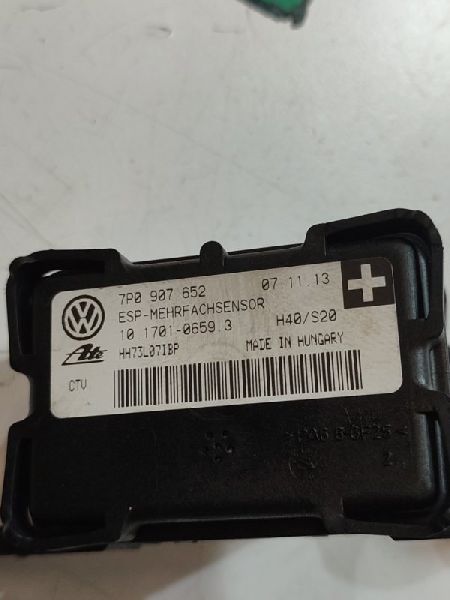 7P0 907 652 07.11.13
ESP-MEHRFACHSENSOR
10.1701-0659.3 H40/S20
Ate HH73L07IBP MADE IN HUNGARY
CTV